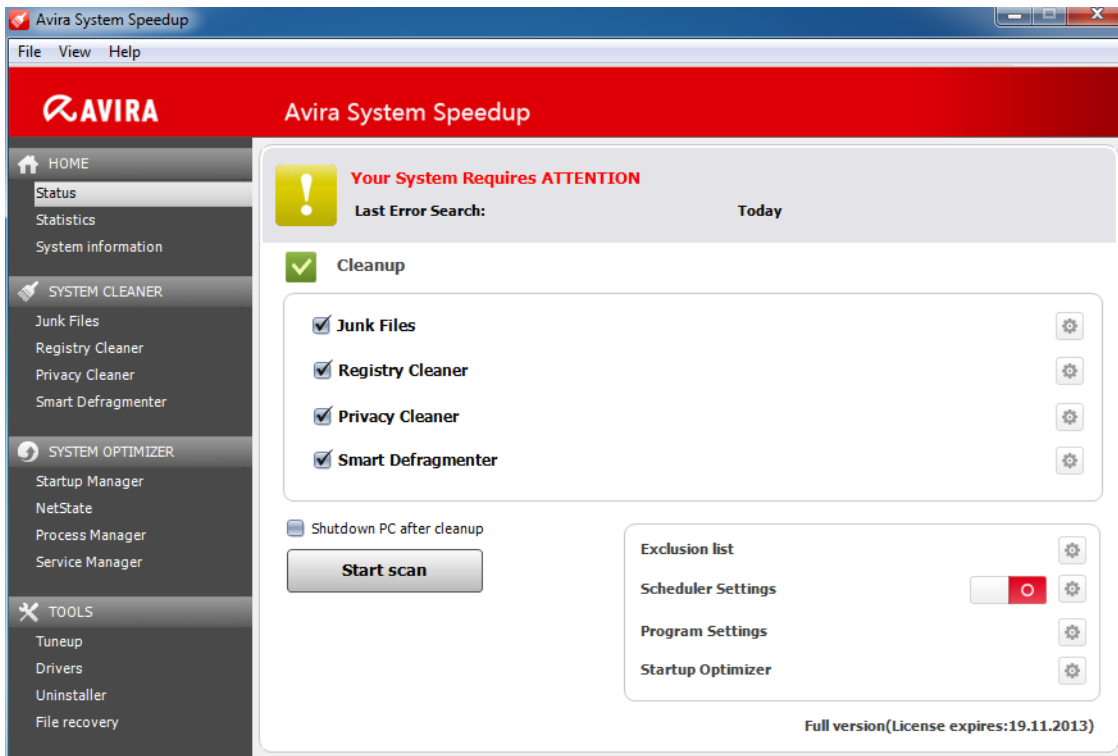 Avira System Speedup
File View Help
AVIRA
Avira System Speedup
HOME
Status
Statistics
System information
SYSTEM CLEANER
Junk Files
Registry Cleaner
Privacy Cleaner
Smart Defragmenter
SYSTEM OPTIMIZER
Startup Manager
NetState
Process Manager
Service Manager
TOOLS
Tuneup
Drivers
Uninstaller
File recovery
Your System Requires ATTENTION
Last Error Search: Today
Cleanup
Junk Files
Registry Cleaner
Privacy Cleaner
Smart Defragmenter
Shutdown PC after cleanup
Start scan
Exclusion list
Scheduler Settings
Program Settings
Startup Optimizer
Full version(License expires:19.11.2013)